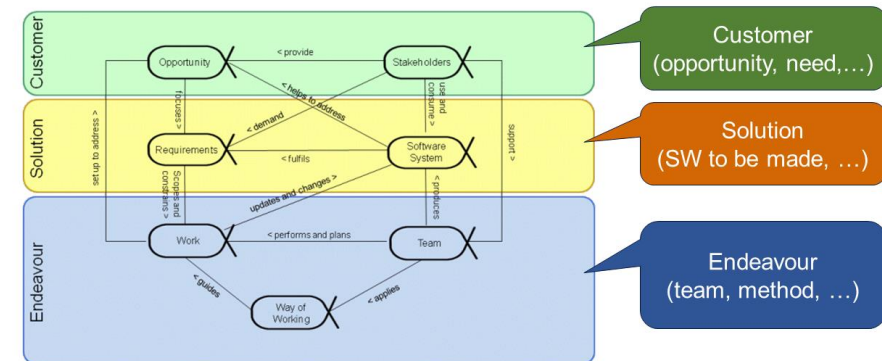 Customer
Opportunity
< provide
Stakeholders
Customer
(opportunity, need,…)
set up to address <
focuses >
< helps to address
< demand
use and
consume >
support >
Solution
Requirements
< fulfils
Software
System
Solution
(SW to be made, …)
Scopes and
constrains >
updates and changes >
< produces
Endeavour
Work
< performs and plans
Team
Endeavour
(team, method, …)
< guides
Way of
Working
< applies